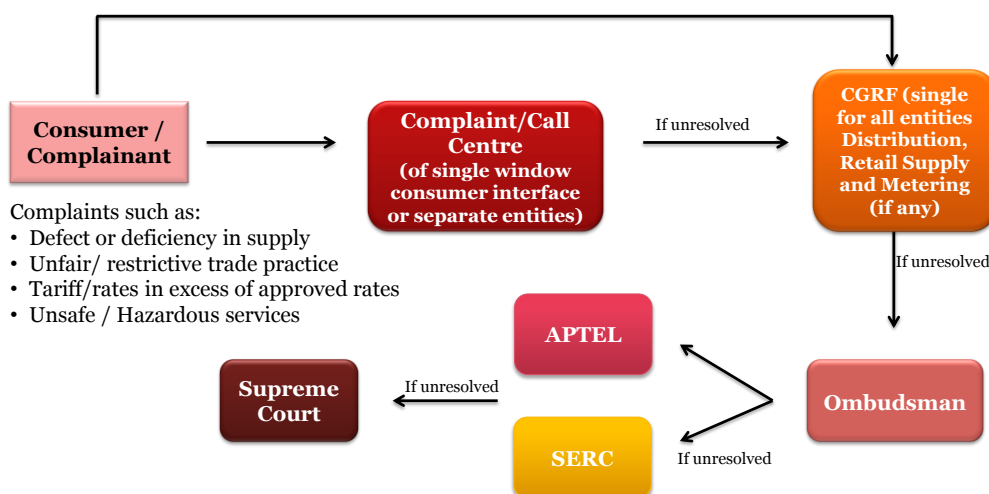 Consumer /
Complainant
Complaint/Call
Centre
(of single window
consumer interface
or separate entities)
If unresolved
CGRF (single
for all entities
Distribution,
Retail Supply
and Metering
(if any)
Complaints such as:
• Defect or deficiency in supply
• Unfair/ restrictive trade practice
• Tariff/rates in excess of approved rates
• Unsafe / Hazardous services
If unresolved
APTEL
Supreme
Court
If unresolved
Ombudsman
SERC
If unresolved